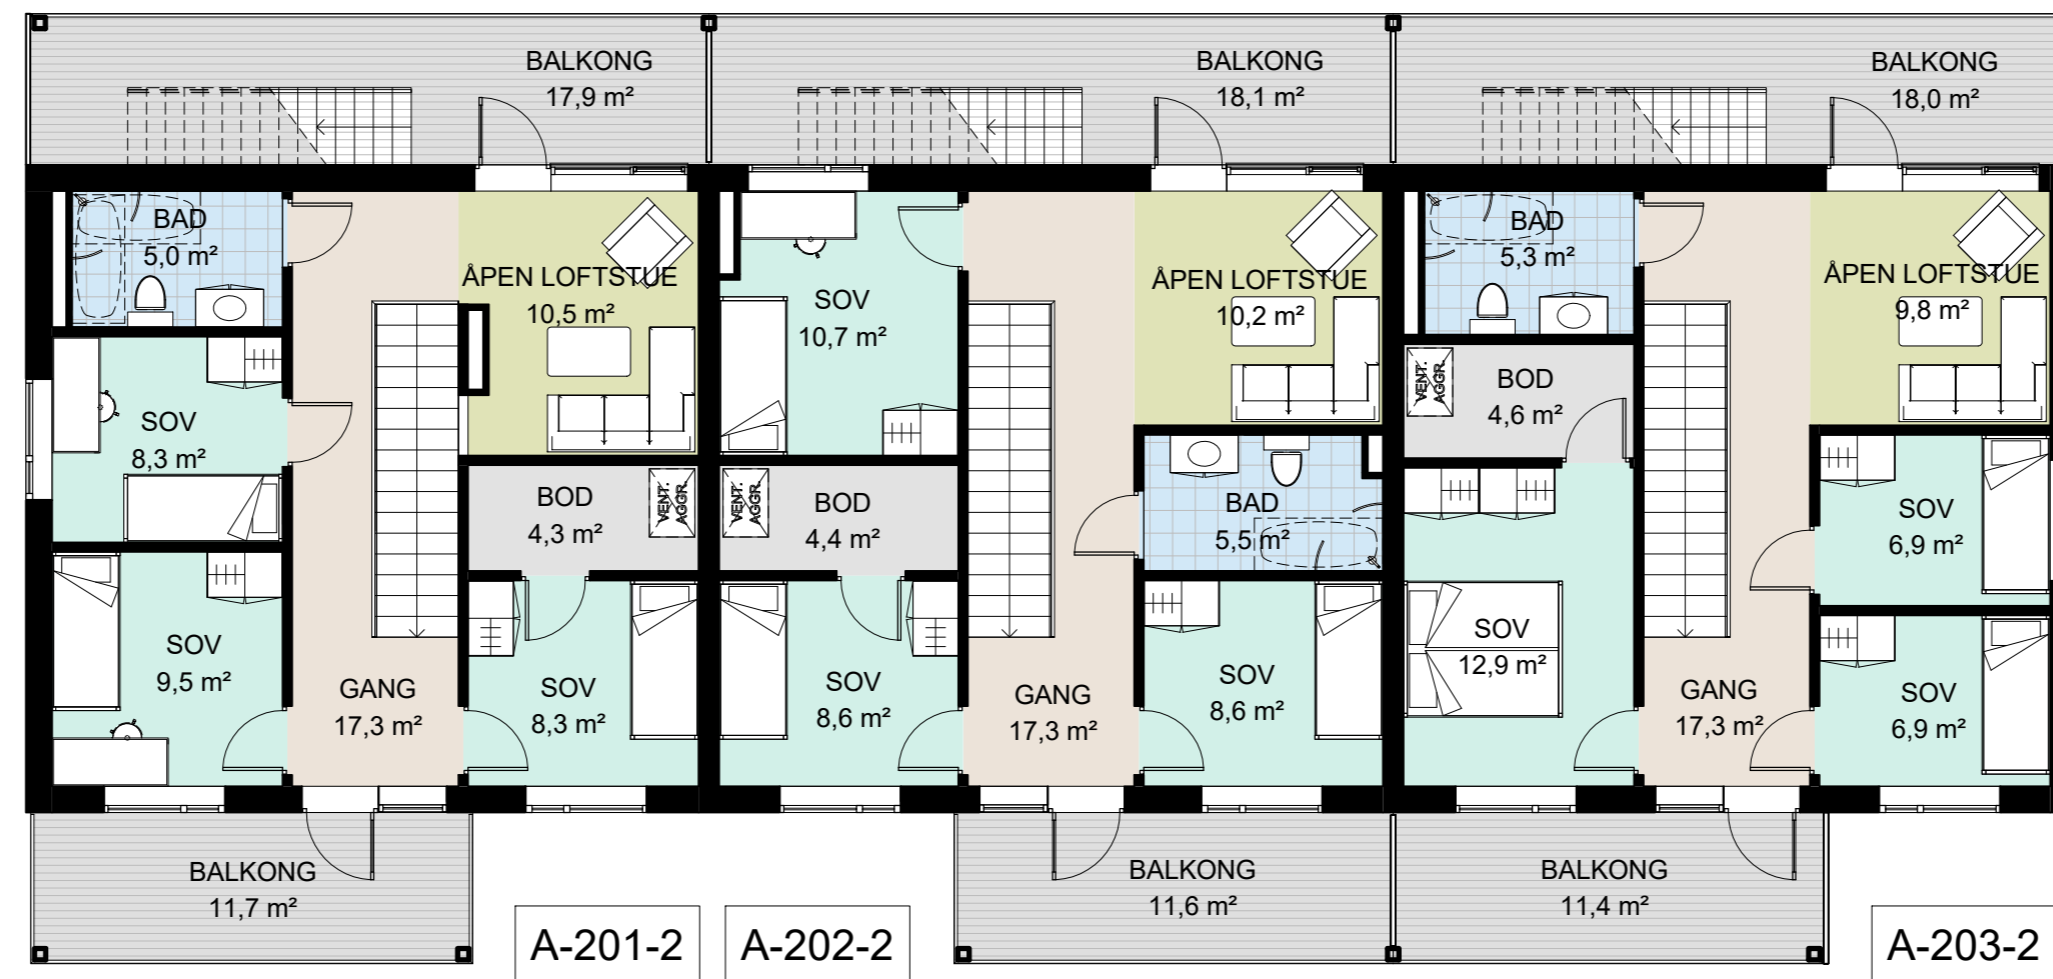 BALKONG
17,9 m²
BALKONG
18,1 m²
BALKONG
18,0 m²
BAD
5,0 m²
ÅPEN LOFTSTUE
10,5 m²
SOV
8,3 m²
BOD
4,3 m²
VENT.
AGGR.
SOV
9,5 m²
GANG
17,3 m²
SOV
8,3 m²
BALKONG
11,7 m²
A-201-2
SOV
10,7 m²
ÅPEN LOFTSTUE
10,2 m²
VENT.
AGGR.
BOD
4,4 m²
BAD
5,5 m²
SOV
8,6 m²
GANG
17,3 m²
SOV
8,6 m²
BALKONG
11,6 m²
A-202-2
BAD
5,3 m²
ÅPEN LOFTSTUE
9,8 m²
VENT.
AGGR.
BOD
4,6 m²
SOV
6,9 m²
SOV
12,9 m²
GANG
17,3 m²
SOV
6,9 m²
BALKONG
11,4 m²
A-203-2